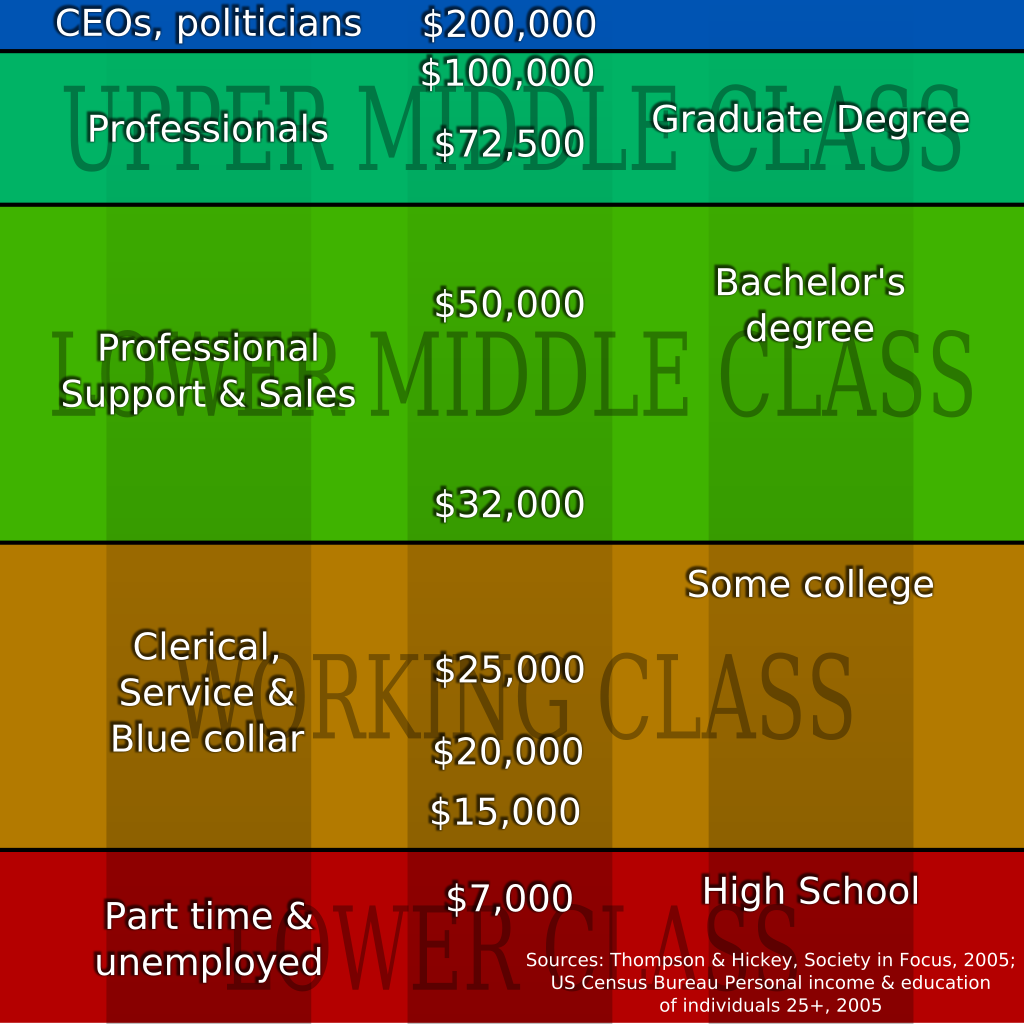 CEOs, politicians
$200,000
$100,000
UPPER MIDDLE CLASS
Professionals
$72,500
Graduate Degree
$50,000
Bachelor's
degree
LOWER MIDDLE CLASS
Professional
Support & Sales
$32,000
Some college
WORKING CLASS
Clerical,
Service &
Blue collar
$25,000
$20,000
$15,000
LOWER CLASS
Part time &
unemployed
$7,000
High School
Sources: Thompson & Hickey, Society in Focus, 2005;
US Census Bureau Personal income & education
of individuals 25+, 2005